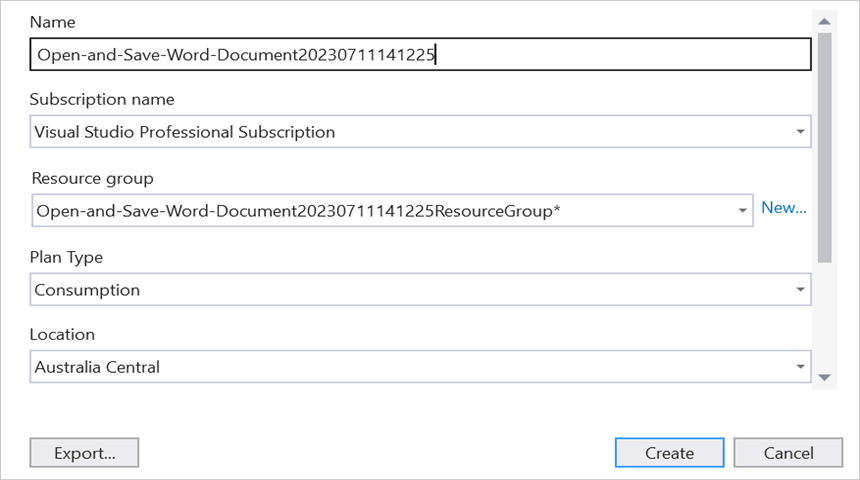 Name
Open-and-Save-Word-Document20230711141225
Subscription name
Visual Studio Professional Subscription
Resource group
Open-and-Save-Word-Document20230711141225ResourceGroup*
New...
Plan Type
Consumption
Location
Australia Central
Export...
Create
Cancel